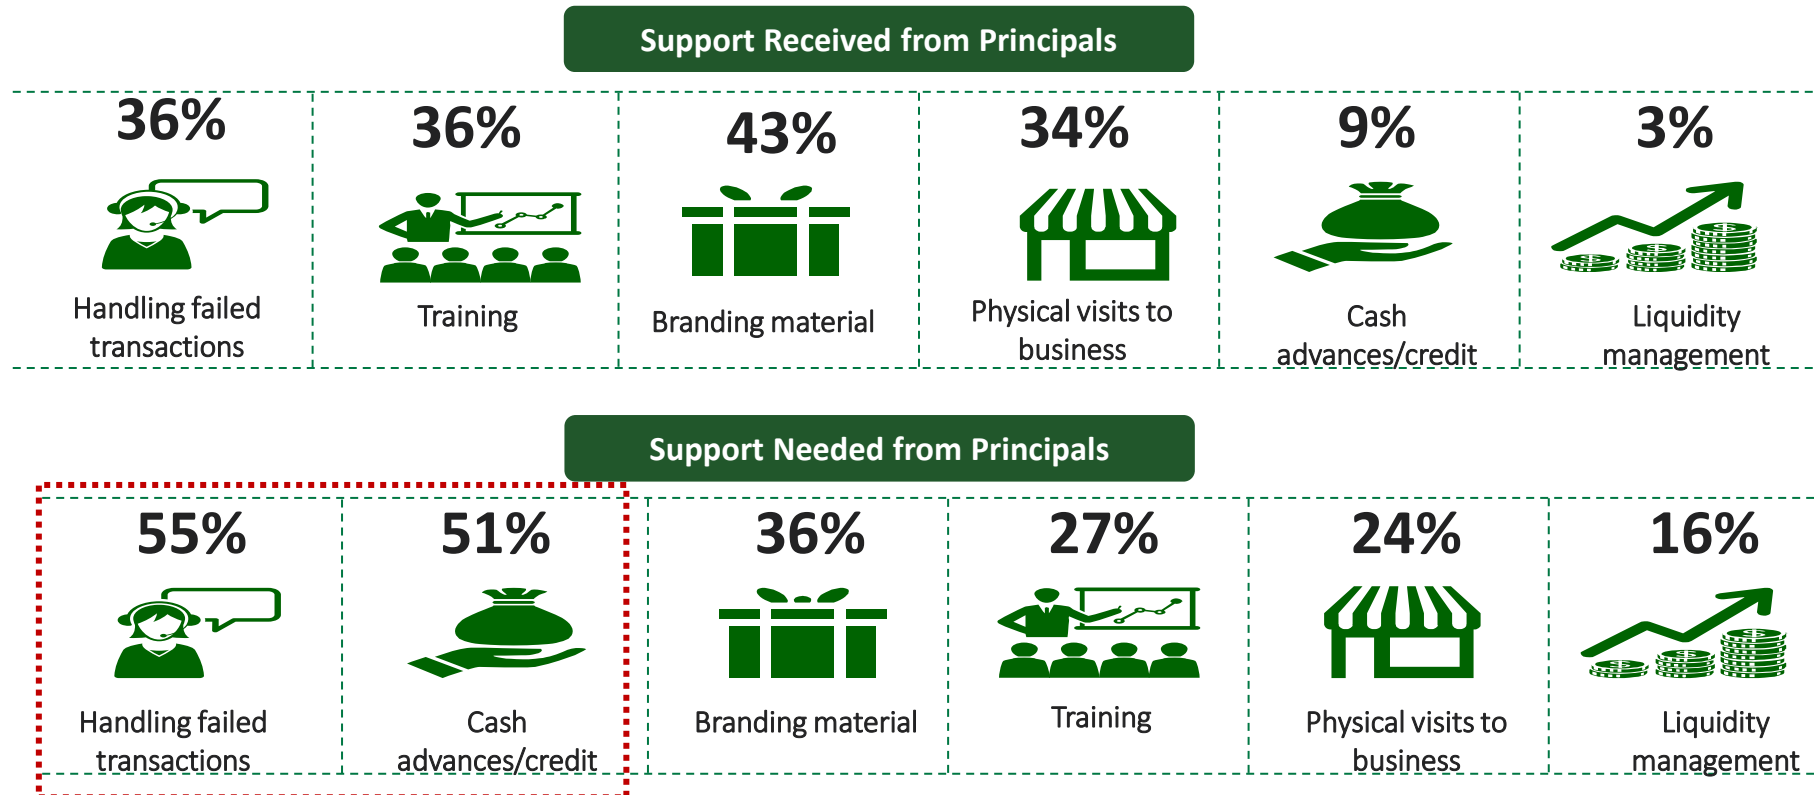 Support Received from Principals
36%
36%
43%
34%
9%
3%
Handling failed
transactions
Training
Branding material
Physical visits to
business
Cash
advances/credit
Liquidity
management
Support Needed from Principals
55%
51%
36%
27%
24%
16%
Handling failed
transactions
Cash
advances/credit
Branding material
Training
Physical visits to
business
Liquidity
management